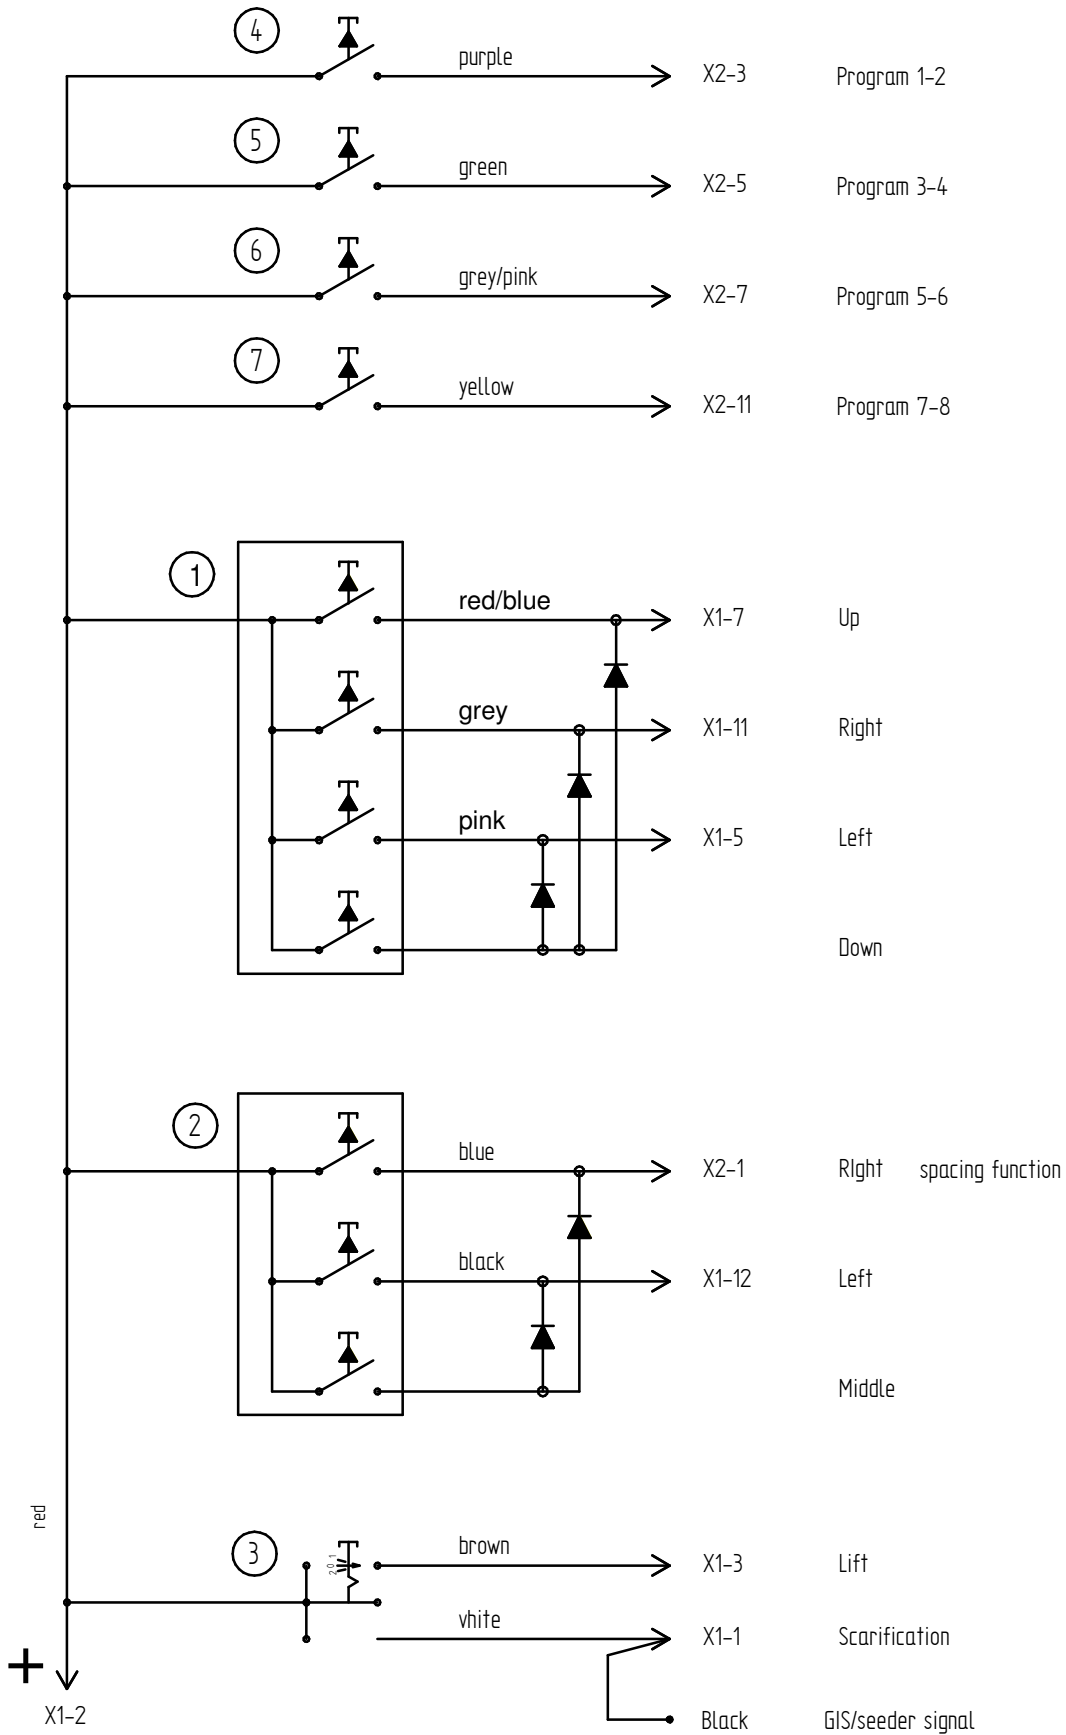 4 purple X2-3 Program 1-2
5 green X2-5 Program 3-4
6 grey/pink X2-7 Program 5-6
7 yellow X2-11 Program 7-8
1 red/blue X1-7 Up
grey X1-11 Right
pink X1-5 Left
Down
2 blue X2-1 RIght spacing function
black X1-12 Left
Middle
red
3 2 0 1 brown X1-3 Lift
vhite X1-1 Scarification
+
X1-2
Black GIS/seeder signal